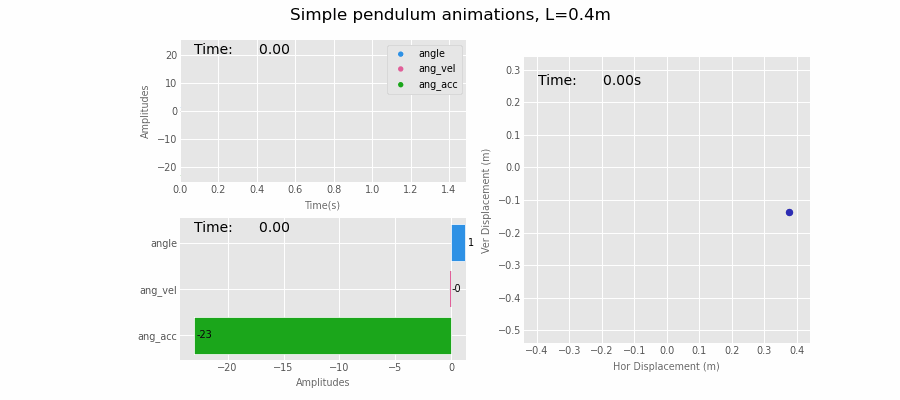 Simple pendulum animations, L=0.4m
Time: 0.00
angle
ang_vel
ang_acc
20
10
0
−10
−20
Amplitudes
0.0 0.2 0.4 0.6 0.8 1.0 1.2 1.4
Time(s)
Time: 0.00
angle
ang_vel
ang_acc
1
-0
-23
−20 −15 −10 −5 0
Amplitudes
Time: 0.00s
0.3
0.2
0.1
0.0
−0.1
−0.2
−0.3
−0.4
−0.5
Ver Displacement (m)
−0.4 −0.3 −0.2 −0.1 0.0 0.1 0.2 0.3 0.4
Hor Displacement (m)